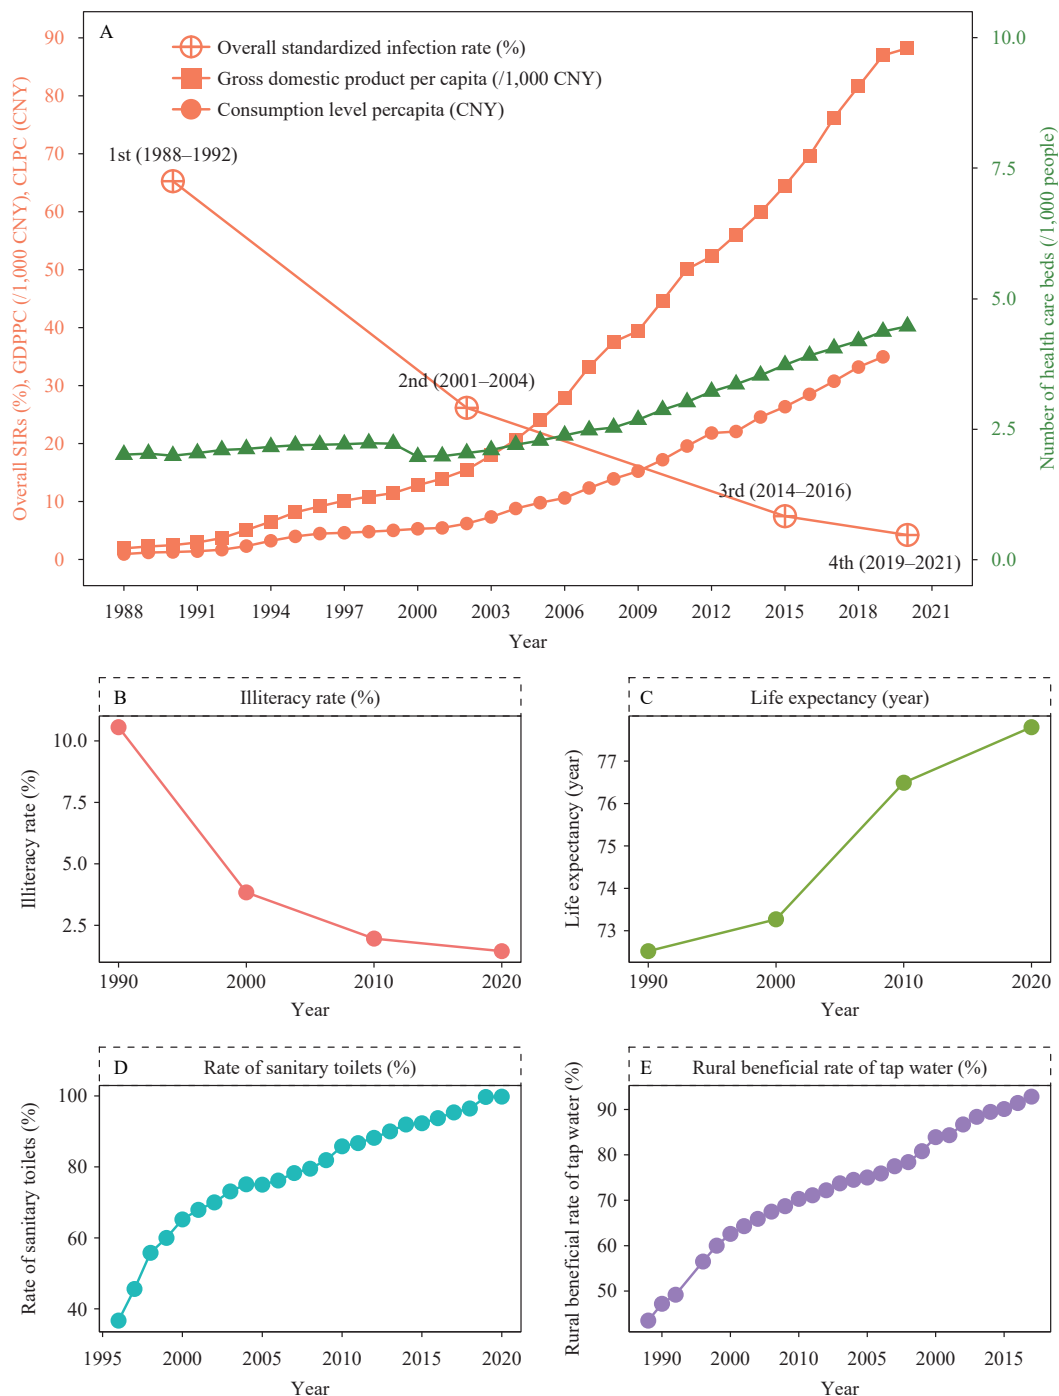 A
Overall standardized infection rate (%)
Gross domestic product per capita (/1,000 CNY)
Consumption level percapita (CNY)
Overall SIRs (%), GDPPC (/1,000 CNY), CLPC (CNY)
90
80
70
60
50
40
30
20
10
0
1st (1988–1992)
2nd (2001–2004)
3rd (2014–2016)
4th (2019–2021)
10.0
7.5
5.0
2.5
0.0
Number of health care beds (/1,000 people)
1988 1991 1994 1997 2000 2003 2006 2009 2012 2015 2018 2021
Year
B Illiteracy rate (%)
Illiteracy rate (%)
10.0
7.5
5.0
2.5
1990 2000 2010 2020
Year
C Life expectancy (year)
Life expectancy (year)
77
76
75
74
73
1990 2000 2010 2020
Year
D Rate of sanitary toilets (%)
Rate of sanitary toilets (%)
100
80
60
40
1995 2000 2005 2010 2015 2020
Year
E Rural beneficial rate of tap water (%)
Rural beneficial rate of tap water (%)
90
80
70
60
50
1990 2000 2010 2005 2000 2015
Year